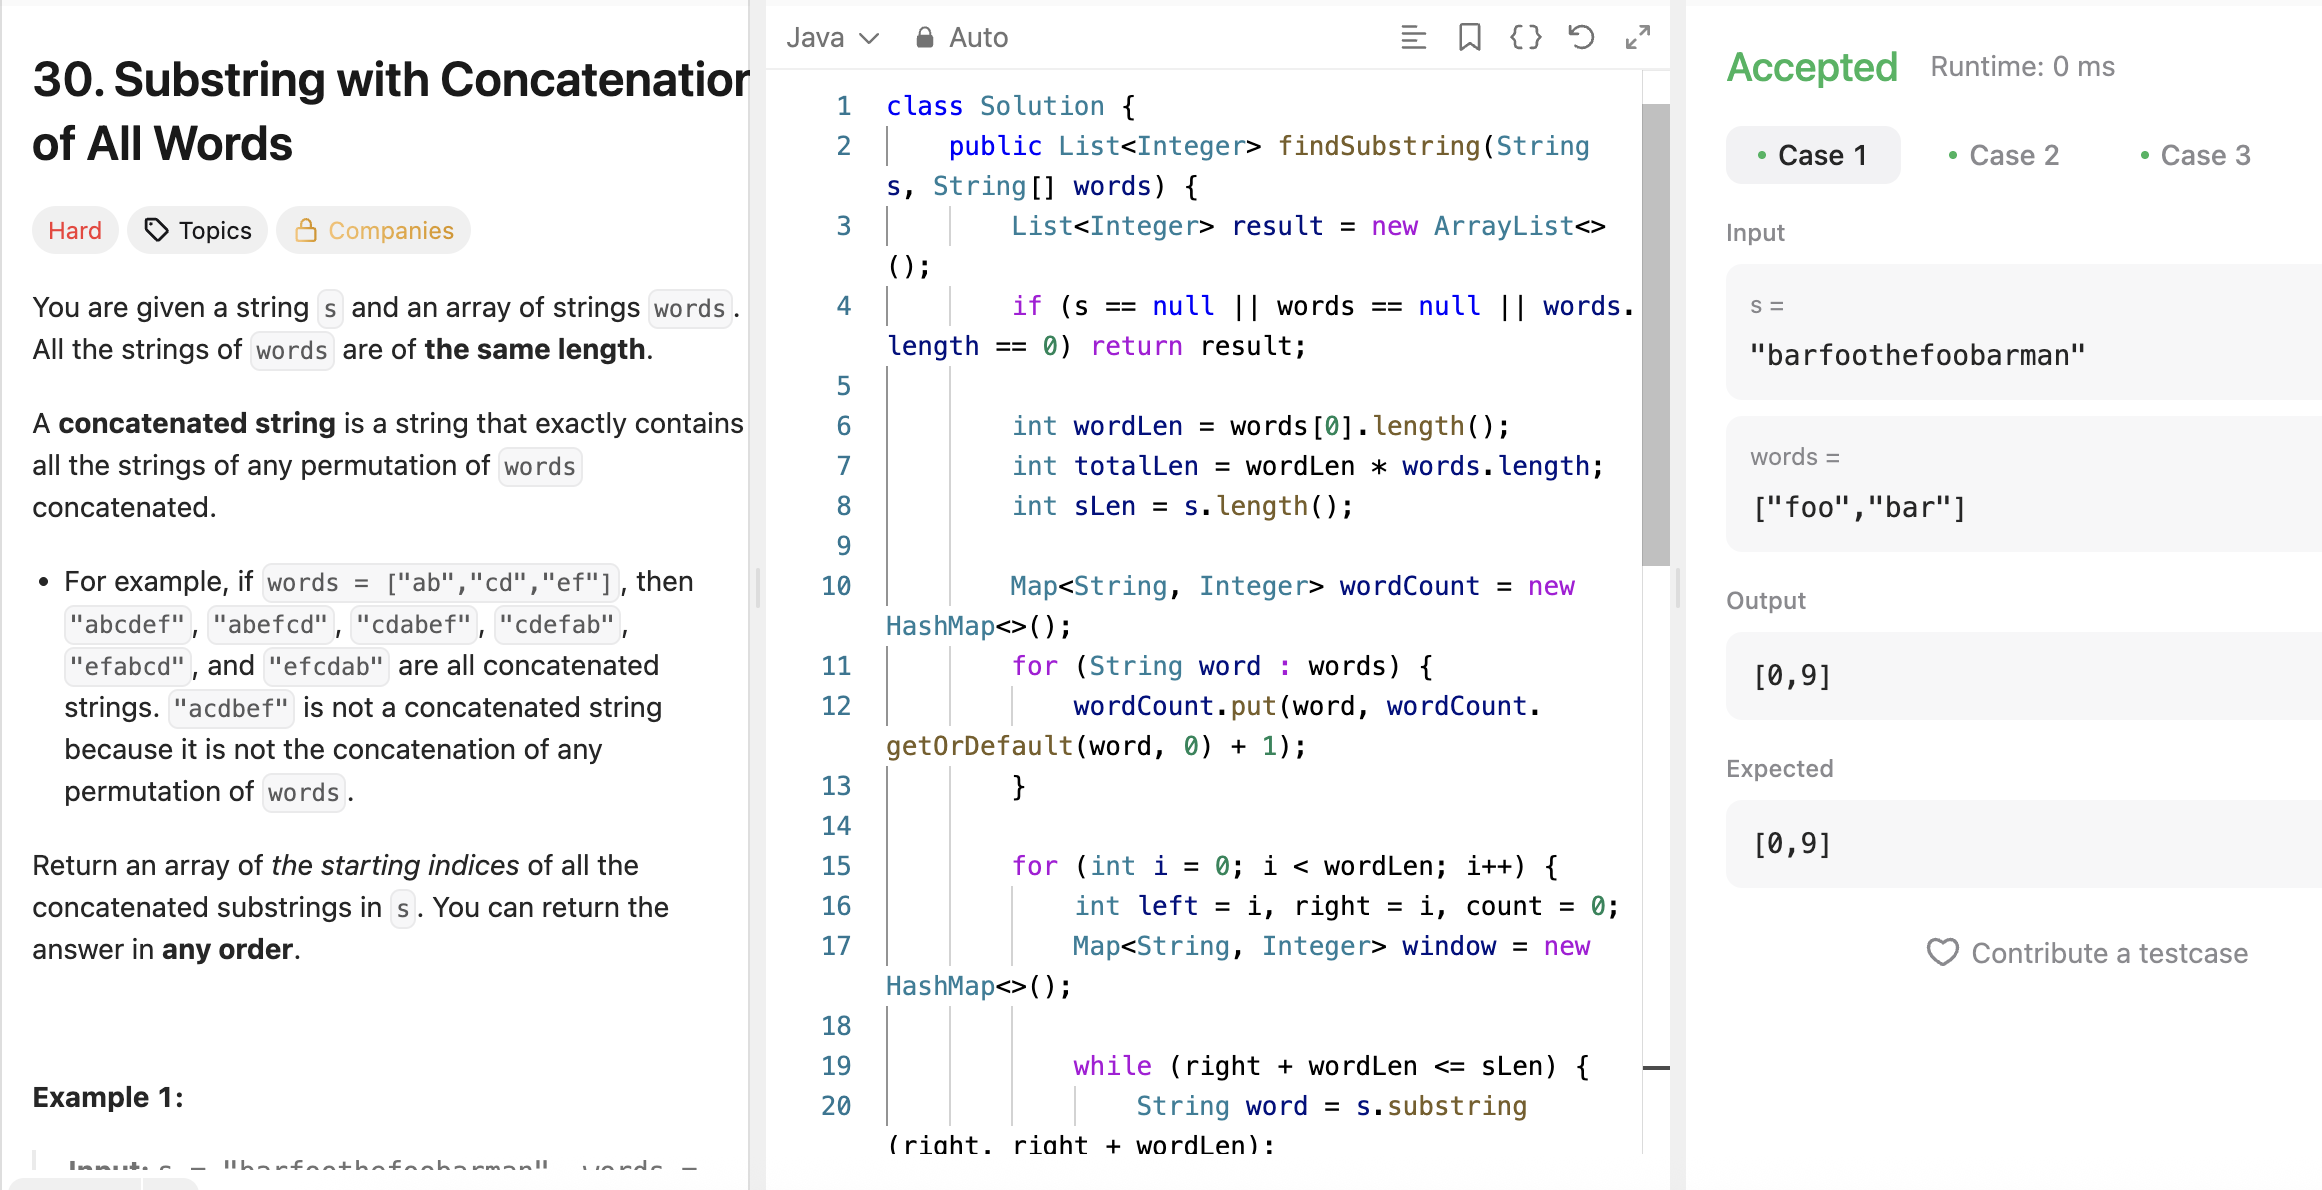 30. Substring with Concatenation
of All Words
Hard Topics Companies
You are given a string s and an array of strings words.
All the strings of words are of the same length.
A concatenated string is a string that exactly contains
all the strings of any permutation of words
concatenated.
• For example, if words = ["ab","cd","ef"], then
"abcdef", "abefcd", "cdabef", "cdefab",
"efabcd", and "efcdab" are all concatenated
strings. "acdbef" is not a concatenated string
because it is not the concatenation of any
permutation of words.
Return an array of the starting indices of all the
concatenated substrings in s. You can return the
answer in any order.
Example 1:
Input: s = "barfoothefoobarman", words =
Java Auto
1 class Solution {
2 public List<Integer> findSubstring(String
s, String[] words) {
3 List<Integer> result = new ArrayList<>
();
4 if (s == null || words == null || words.
length == 0) return result;
5
6 int wordLen = words[0].length();
7 int totalLen = wordLen * words.length;
8 int sLen = s.length();
9
10 Map<String, Integer> wordCount = new
HashMap<>();
11 for (String word : words) {
12 wordCount.put(word, wordCount.
getOrDefault(word, 0) + 1);
13 }
14
15 for (int i = 0; i < wordLen; i++) {
16 int left = i, right = i, count = 0;
17 Map<String, Integer> window = new
HashMap<>();
18
19 while (right + wordLen <= sLen) {
20 String word = s.substring
(right, right + wordLen);
Accepted Runtime: 0 ms
• Case 1 • Case 2 • Case 3
Input
s =
"barfoothefoobarman"
words =
["foo","bar"]
Output
[0,9]
Expected
[0,9]
Contribute a testcase